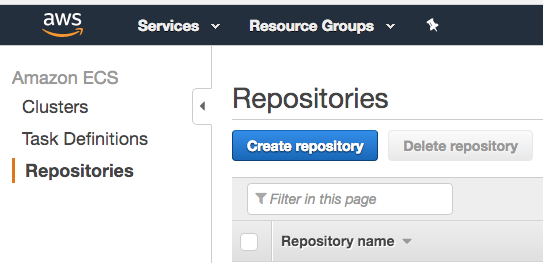 aws
Services
Resource Groups
Amazon ECS
Clusters
Task Definitions
Repositories
Repositories
Create repository
Delete repository
Filter in this page
Repository name